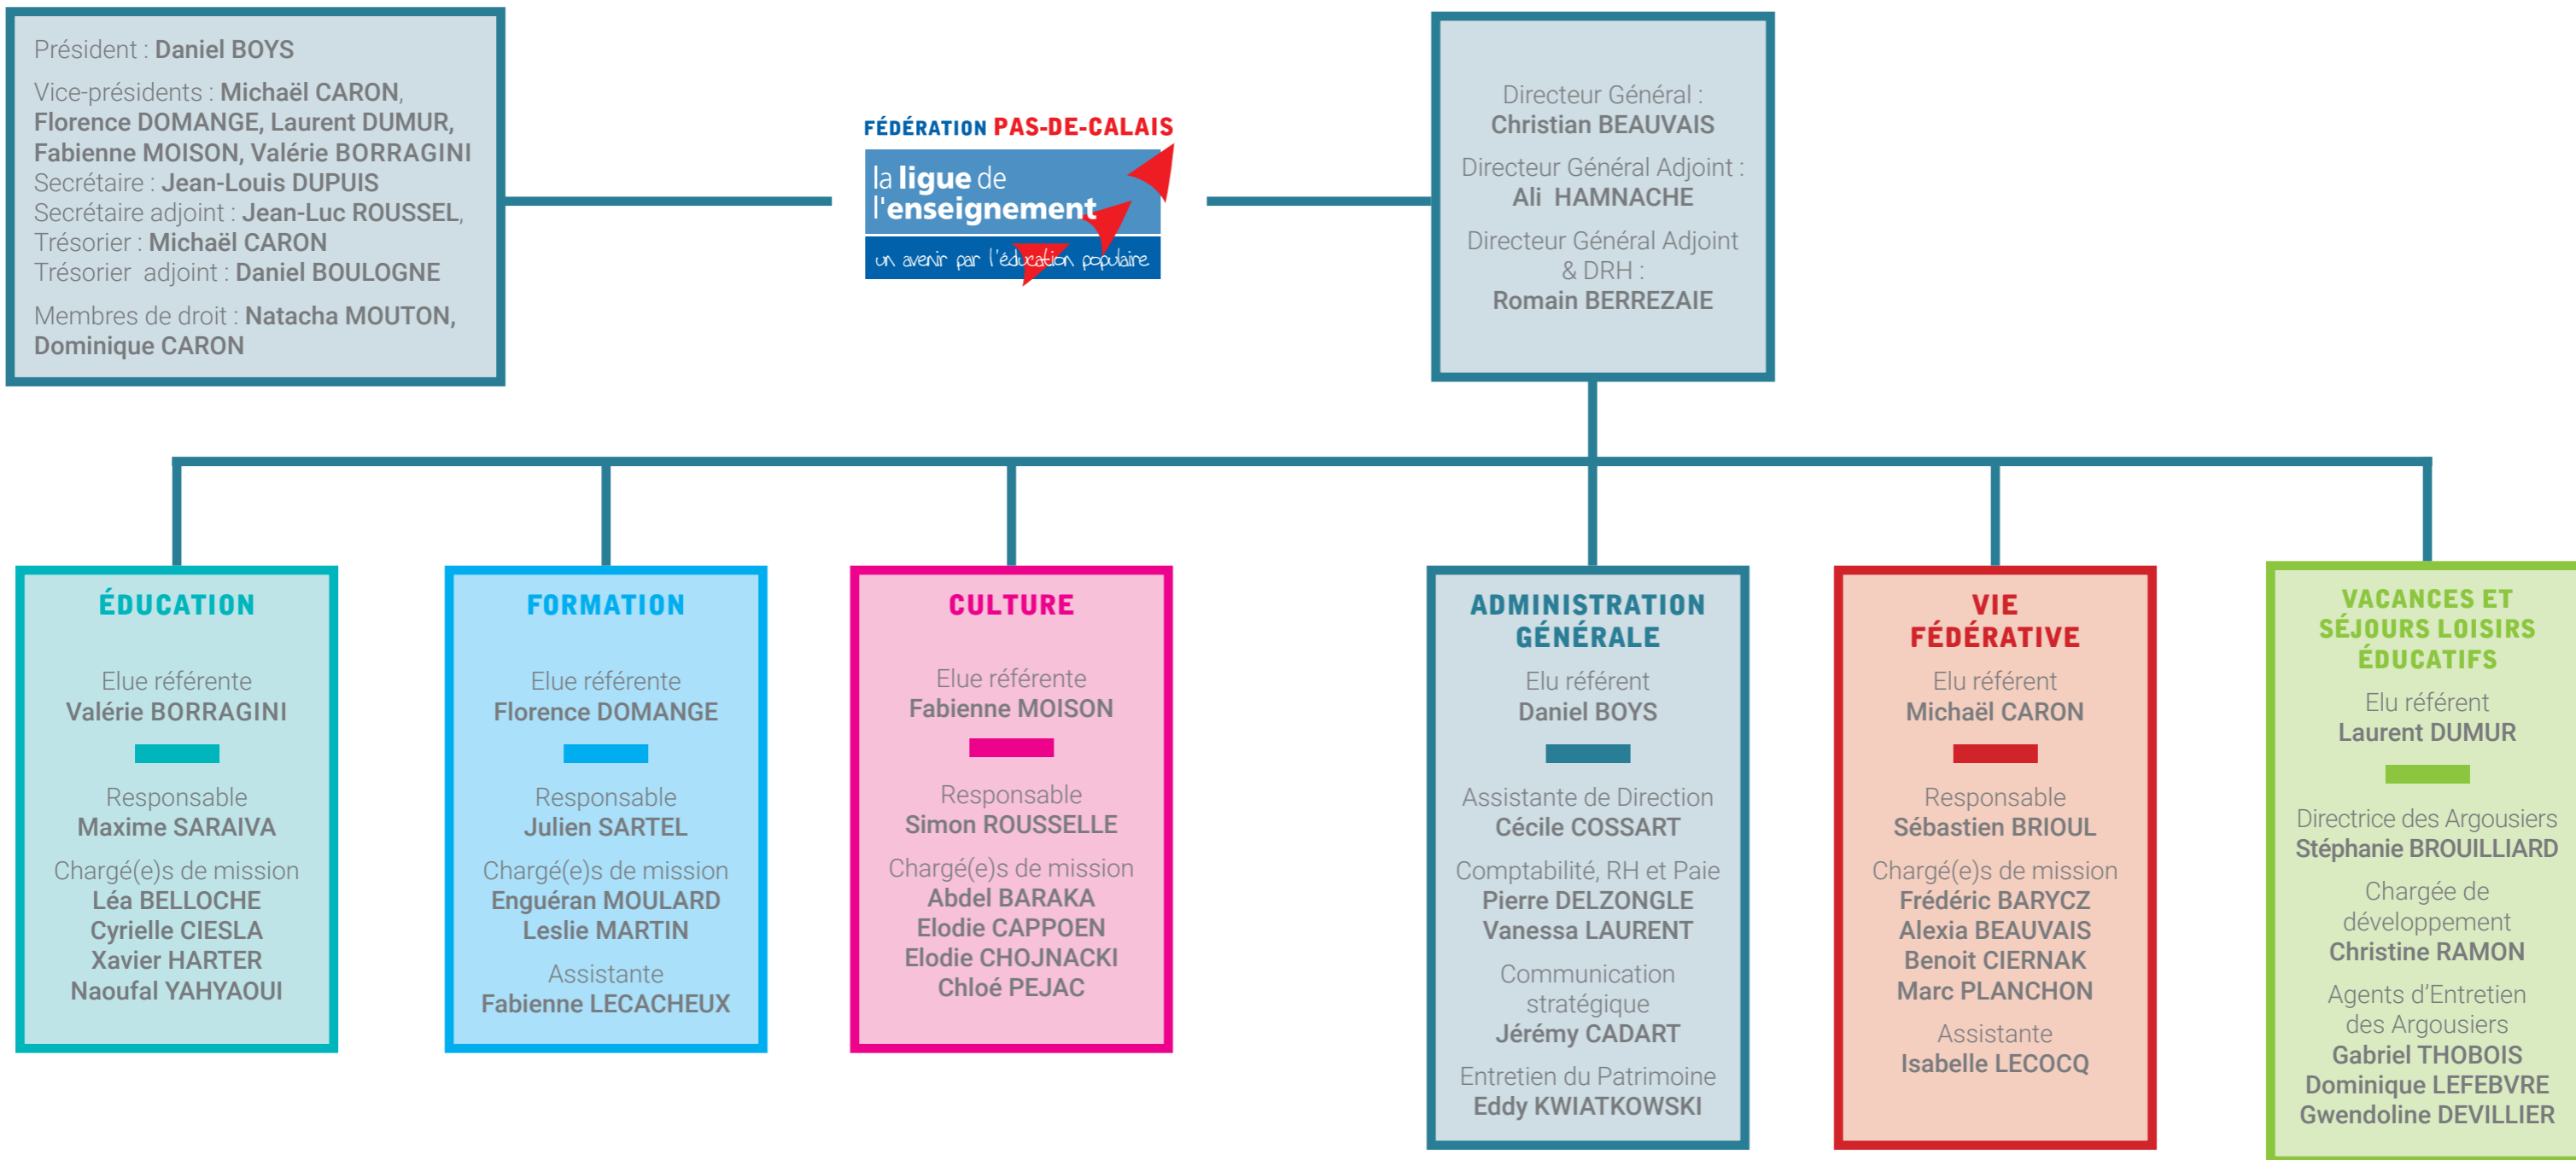 Président : Daniel BOYS
Vice-présidents : Michaël CARON,
Florence DOMANGE, Laurent DUMUR,
Fabienne MOISON, Valérie BORRAGINI
Secrétaire : Jean-Louis DUPUIS
Secrétaire adjoint : Jean-Luc ROUSSEL,
Trésorier : Michaël CARON
Trésorier adjoint : Daniel BOULOGNE
Membres de droit : Natacha MOUTON,
Dominique CARON
FÉDÉRATION PAS-DE-CALAIS
la ligue de
l'enseignement
un avenir par l'éducation populaire
Directeur Général :
Christian BEAUVAIS
Directeur Général Adjoint :
Ali HAMNACHE
Directeur Général Adjoint
& DRH :
Romain BERREZAIE
ÉDUCATION
Elue référente
Valérie BORRAGINI
Responsable
Maxime SARAIVA
Chargé(e)s de mission
Léa BELLOCHE
Cyrielle CIESLA
Xavier HARTER
Naoufal YAHYAOUI
FORMATION
Elue référente
Florence DOMANGE
Responsable
Julien SARTEL
Chargé(e)s de mission
Enguéran MOULARD
Leslie MARTIN
Assistante
Fabienne LECACHEUX
CULTURE
Elue référente
Fabienne MOISON
Responsable
Simon ROUSSELLE
Chargé(e)s de mission
Abdel BARAKA
Elodie CAPPOEN
Elodie CHOJNACKI
Chloé PEJAC
ADMINISTRATION
GÉNÉRALE
Elu référent
Daniel BOYS
Assistante de Direction
Cécile COSSART
Comptabilité, RH et Paie
Pierre DELZONGLE
Vanessa LAURENT
Communication
stratégique
Jérémy CADART
Entretien du Patrimoine
Eddy KWIATKOWSKI
VIE
FÉDÉRATIVE
Elu référent
Michaël CARON
Responsable
Sébastien BRIOUL
Chargé(e)s de mission
Frédéric BARYCZ
Alexia BEAUVAIS
Benoit CIERNAK
Marc PLANCHON
Assistante
Isabelle LECOCQ
VACANCES ET
SÉJOURS LOISIRS
ÉDUCATIFS
Elu référent
Laurent DUMUR
Directrice des Argousiers
Stéphanie BROUILLIARD
Chargée de
développement
Christine RAMON
Agents d’Entretien
des Argousiers
Gabriel THOBOIS
Dominique LEFEBVRE
Gwendoline DEVILLIER